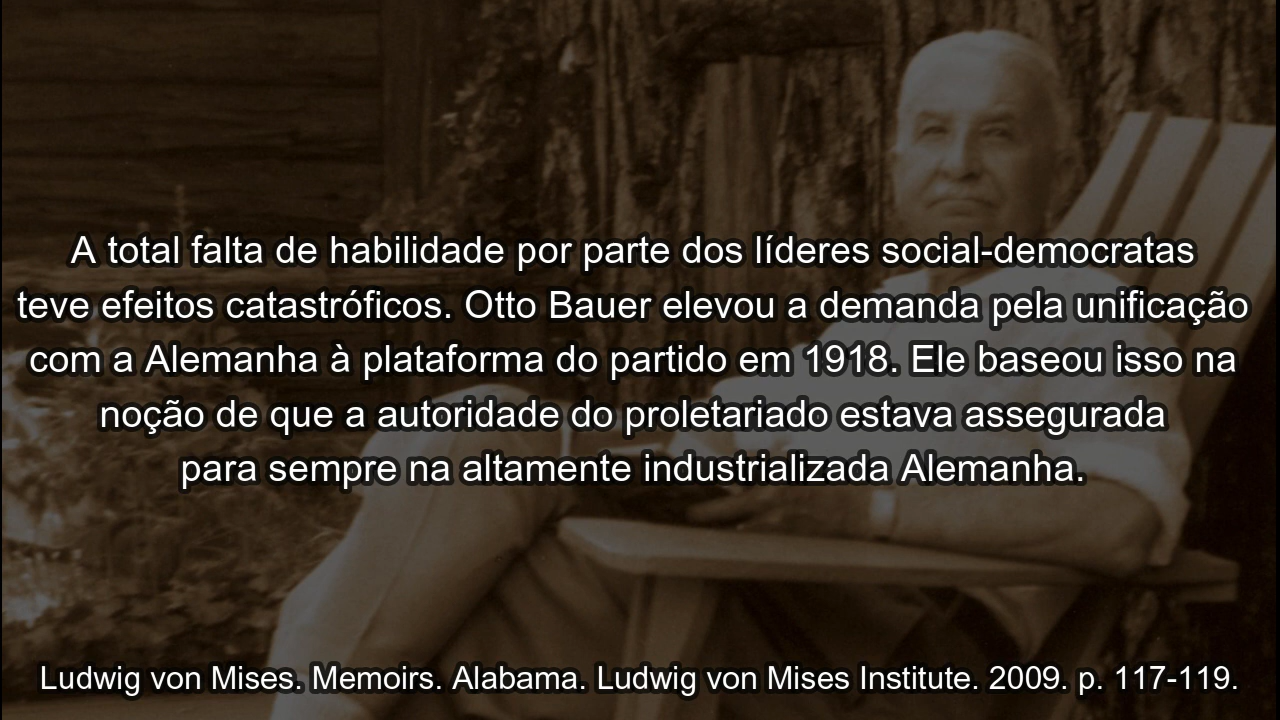 A total falta de habilidade por parte dos líderes social-democratas
teve efeitos catastróficos. Otto Bauer elevou a demanda pela unificação
com a Alemanha à plataforma do partido em 1918. Ele baseou isso na
noção de que a autoridade do proletariado estava assegurada
para sempre na altamente industrializada Alemanha.
Ludwig von Mises. Memoirs. Alabama. Ludwig von Mises Institute. 2009. p. 117-119.